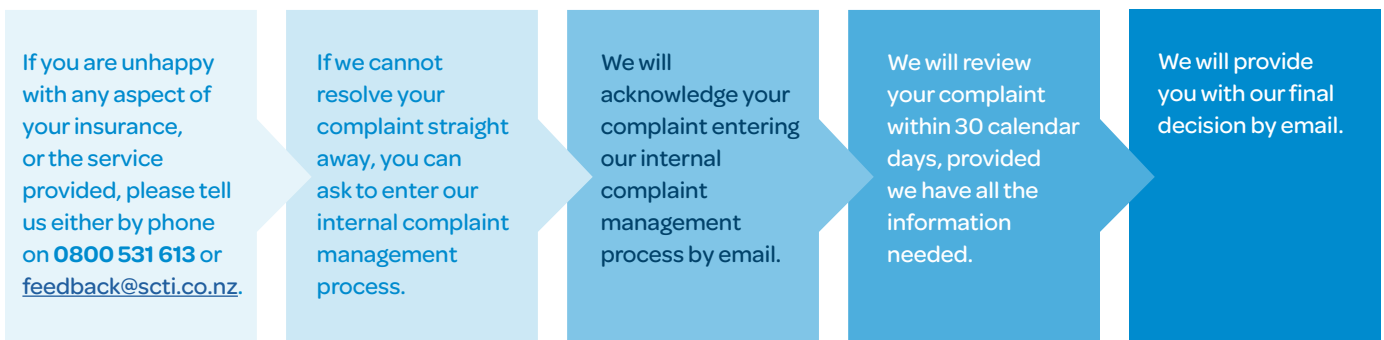 If you are unhappy
with any aspect of
your insurance,
or the service
provided, please tell
us either by phone
on 0800 531 613 or
feedback@scti.co.nz.
If we cannot
resolve your
complaint straight
away, you can
ask to enter our
internal complaint
management
process.
We will
acknowledge your
complaint entering
our internal
complaint
management
process by email.
We will review
your complaint
within 30 calendar
days, provided
we have all the
information
needed.
We will provide
you with our final
decision by email.